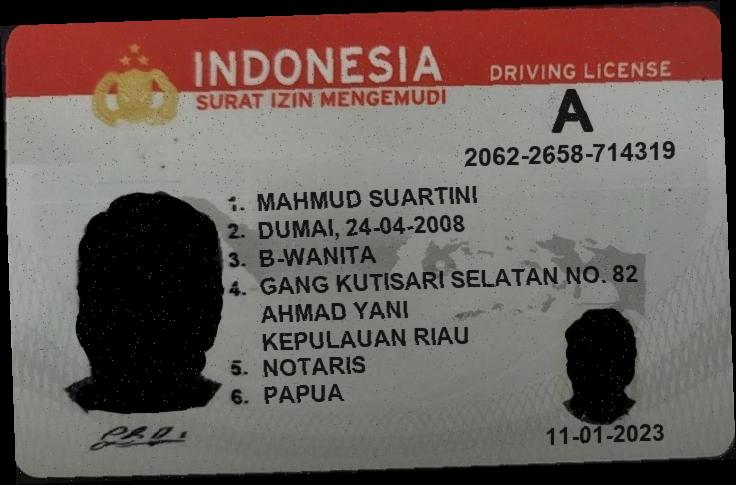 INDONESIA
SURAT IZIN MENGEMUDI
DRIVING LICENSE
A
2062-2658-714319
1. MAHMUD SUARTINI
2. DUMAI, 24-04-2008
3. B-WANITA
4. GANG KUTISARI SELATAN NO. 82
AHMAD YANI
KEPULAUAN RIAU
5. NOTARIS
6. PAPUA
11-01-2023